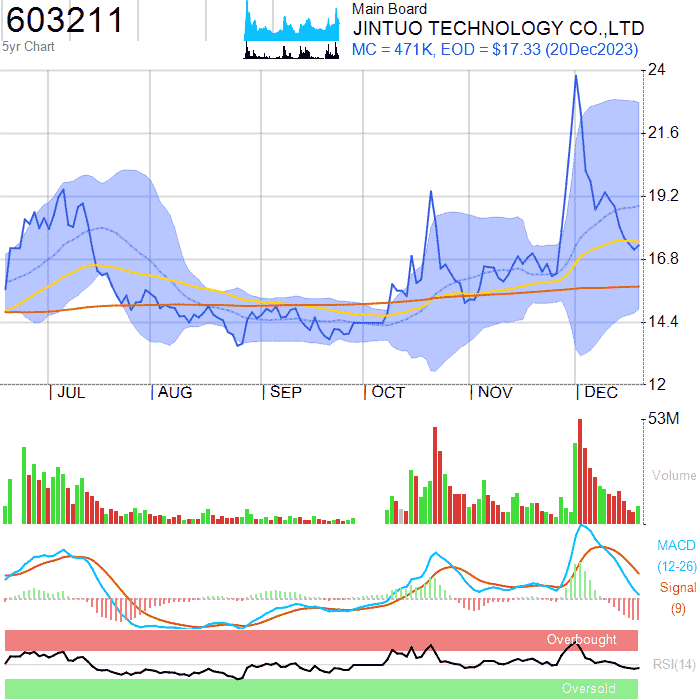 603211
5yr Chart
Main Board
JINTUO TECHNOLOGY CO.,LTD
MC = 471K, EOD = $17.33 (20Dec2023)
24
21.6
19.2
16.8
14.4
12
JUL
AUG
SEP
OCT
NOV
DEC
53M
Volume
MACD
(12-26)
Signal
(9)
Overbought
RSI(14)
Oversold